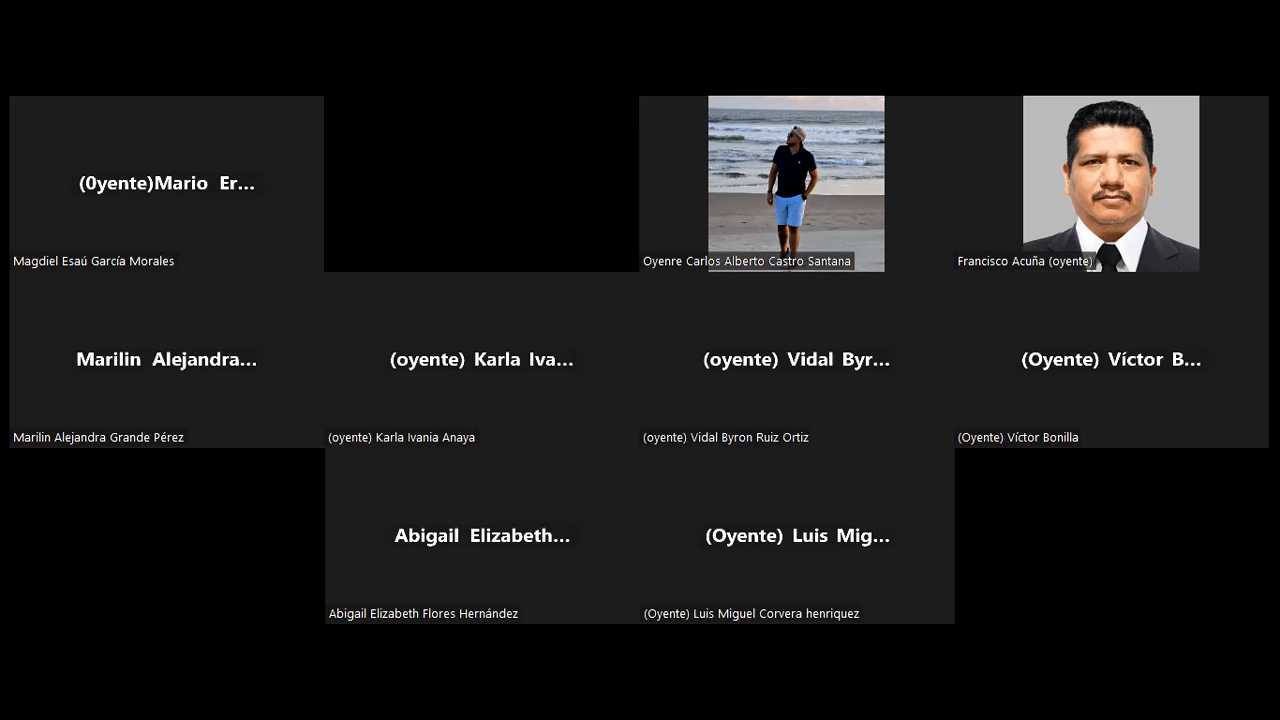 (0yente)Mario Er...
Magdiel Esaú García Morales
Oyenre Carlos Alberto Castro Santana
Francisco Acuña (oyente)
Marilin Alejandra...
Marilin Alejandra Grande Pérez
(oyente) Karla Iva...
(oyente) Karla Ivania Anaya
(oyente) Vidal Byr...
(oyente) Vidal Byron Ruiz Ortiz
(Oyente) Víctor B...
(Oyente) Víctor Bonilla
Abigail Elizabeth...
Abigail Elizabeth Flores Hernández
(Oyente) Luis Mig...
(Oyente) Luis Miguel Corvera henriquez